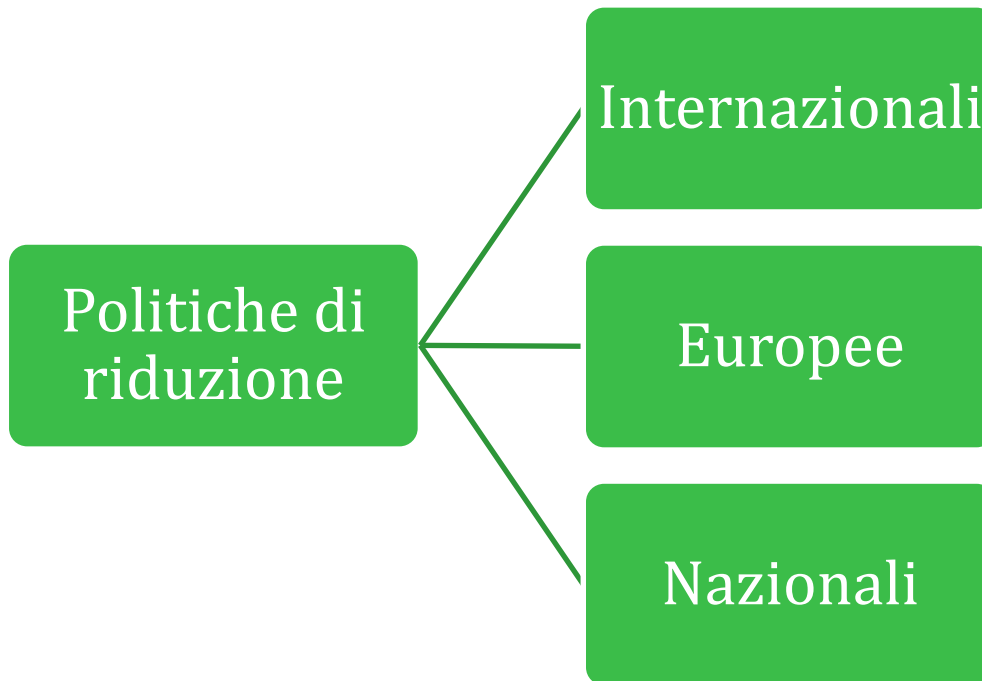 Politiche di
riduzione
Internazionali
Europee
Nazionali